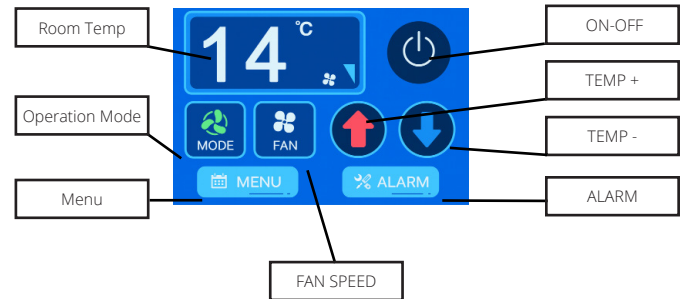 Room Temp
ON-OFF
14 °C
TEMP +
Operation Mode
MODE
FAN
TEMP -
Menu
MENU
ALARM
ALARM
FAN SPEED